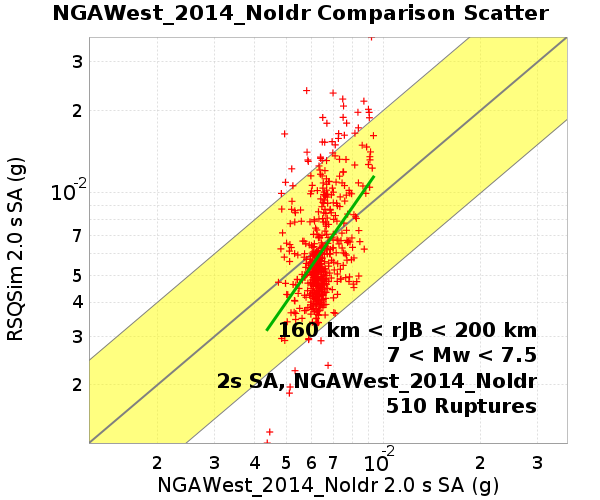 NGAWest_2014_NoIdr Comparison Scatter
3
2
10-2
7
5
4
3
2
RSQSim 2.0 s SA (g)
160 km < rJB < 200 km
7 < Mw < 7.5
2s SA, NGAWest_2014_NoIdr
510 Ruptures
2 3 4 5 6 7 10-2 2 3
NGAWest_2014_NoIdr 2.0 s SA (g)